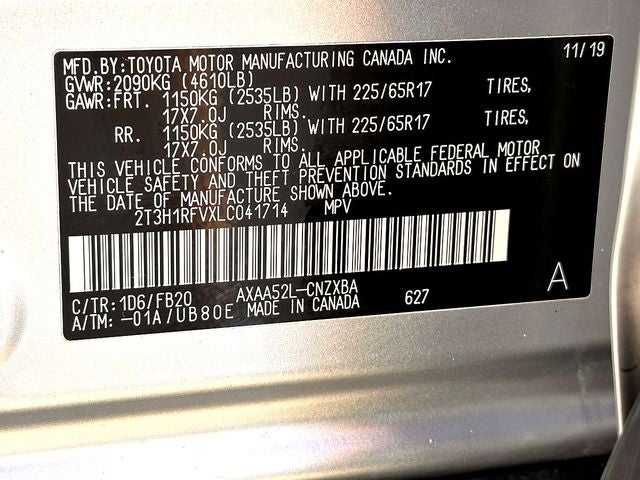 MFD.BY:TOYOTA MOTOR MANUFACTURING CANADA INC. 11/19
GVWR:2090KG (4610LB)
GAWR:FRT. 1150KG (2535LB) WITH 225/65R17 TIRES,
17X7.0J RIMS.
RR. 1150KG (2535LB) WITH 225/65R17 TIRES,
17X7.0J RIMS.
THIS VEHICLE CONFORMS TO ALL APPLICABLE FEDERAL MOTOR
VEHICLE SAFETY AND THEFT PREVENTION STANDARDS IN EFFECT ON
THE DATE OF MANUFACTURE SHOWN ABOVE.
2T3H1RFVXLC041714 MPV
C/TR:1D6/FB20 AXAA52L-CNZXBA 627 A
A/TM:-01A/UB80E MADE IN CANADA